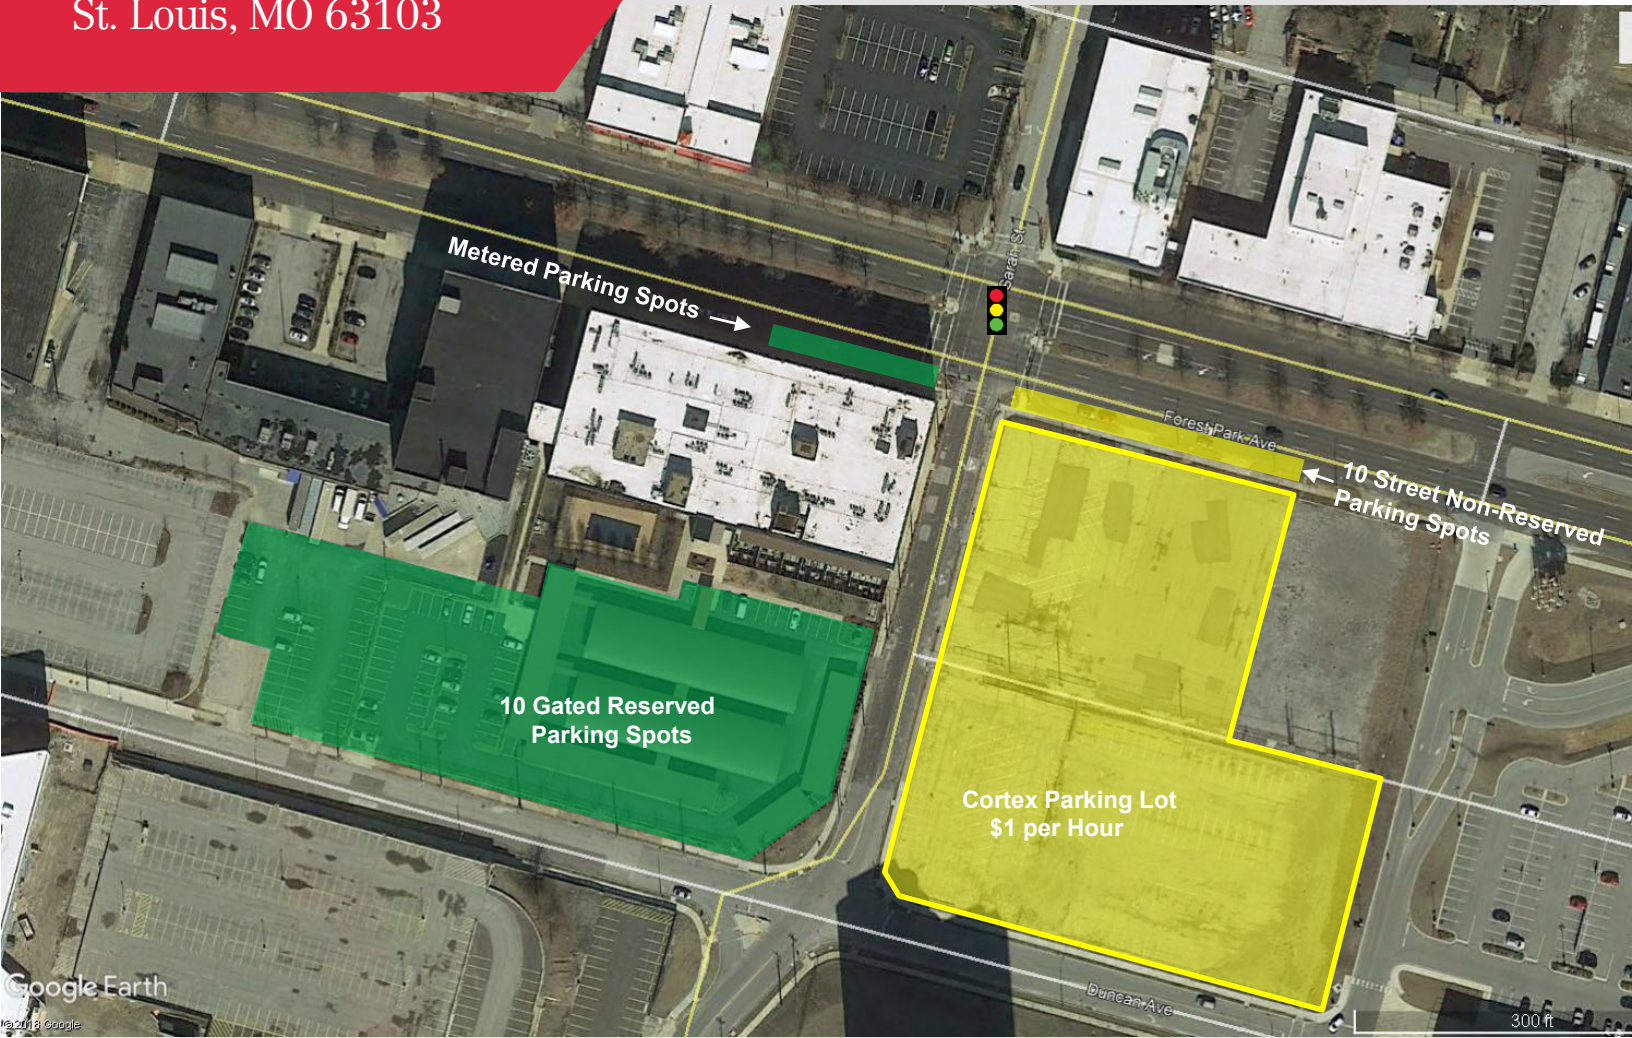 St. Louis, MO 63103
Sarah St
Metered Parking Spots
Forest Park Ave
10 Street Non-Reserved
Parking Spots
10 Gated Reserved
Parking Spots
Cortex Parking Lot
$1 per Hour
Google Earth
©2018 Google
Duncan Ave
300 ft